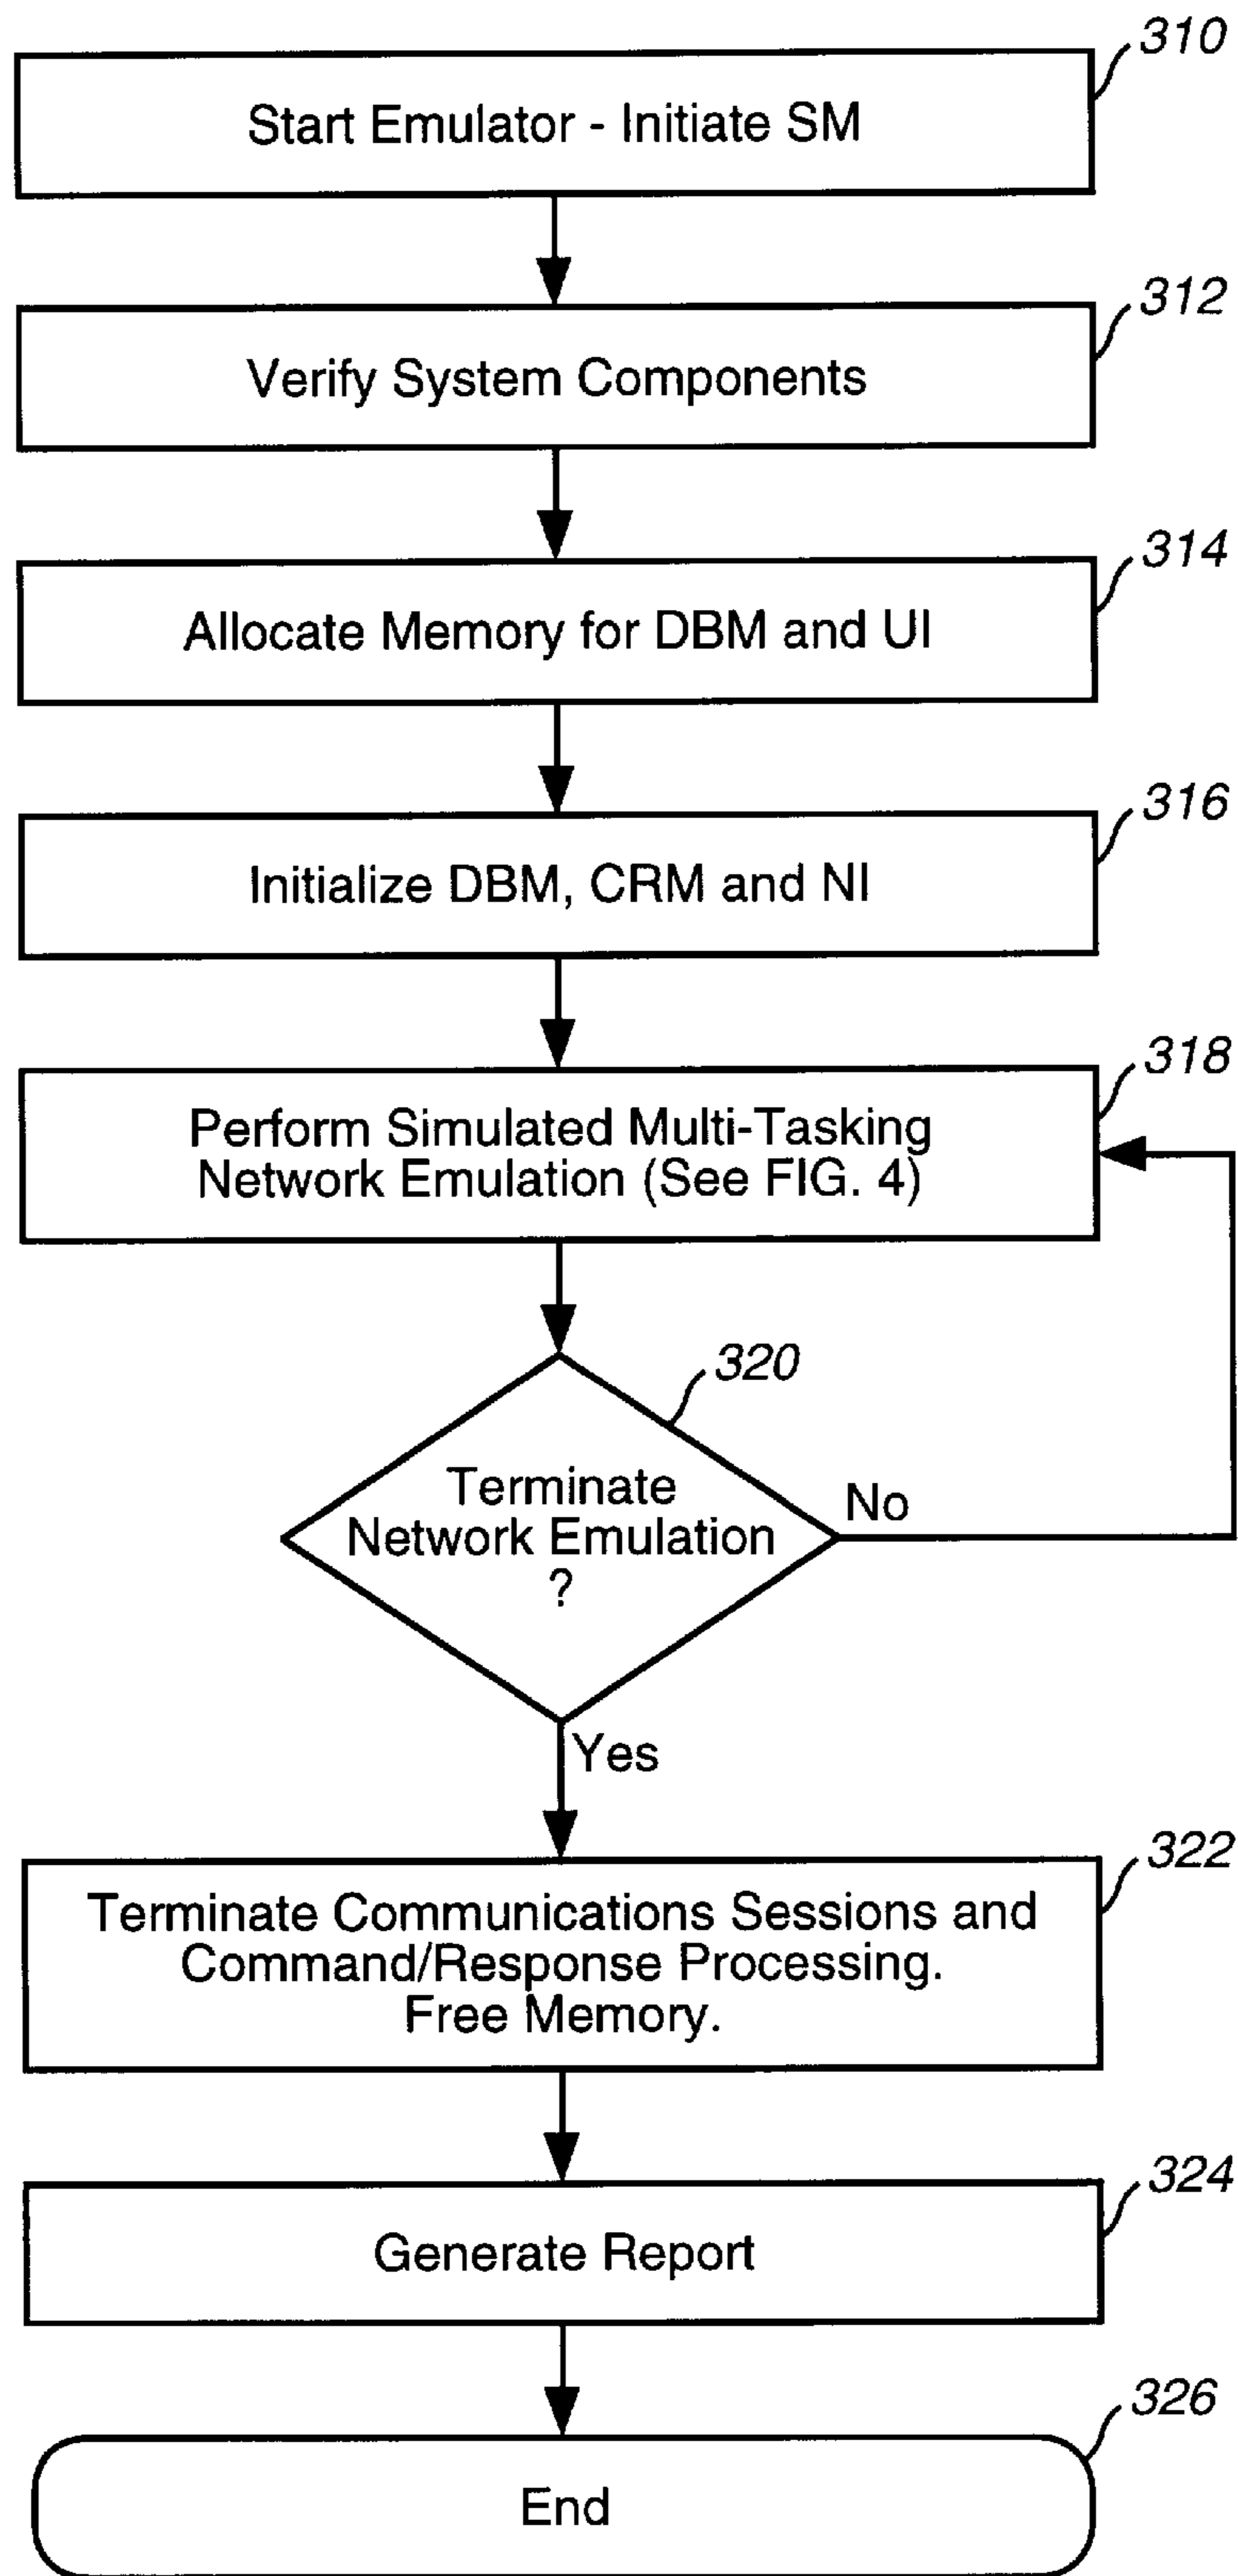 310
Start Emulator - Initiate SM
312
Verify System Components
314
Allocate Memory for DBM and UI
316
Initialize DBM, CRM and NI
318
Perform Simulated Multi-Tasking
Network Emulation (See FIG. 4)
320
Terminate
Network Emulation
?
No
Yes
322
Terminate Communications Sessions and
Command/Response Processing.
Free Memory.
324
Generate Report
326
End